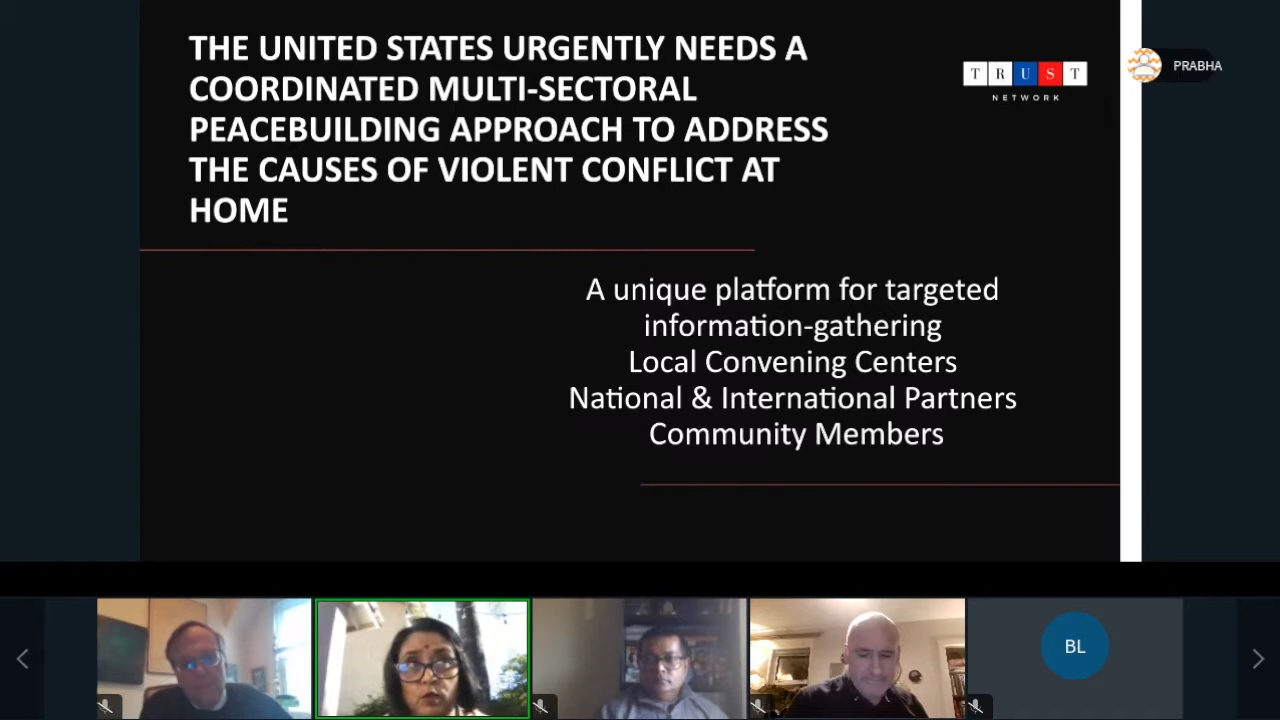 THE UNITED STATES URGENTLY NEEDS A
COORDINATED MULTI-SECTORAL
PEACEBUILDING APPROACH TO ADDRESS
THE CAUSES OF VIOLENT CONFLICT AT
HOME
TRUST
NETWORK
PRABHA
A unique platform for targeted
information-gathering
Local Convening Centers
National & International Partners
Community Members
BL